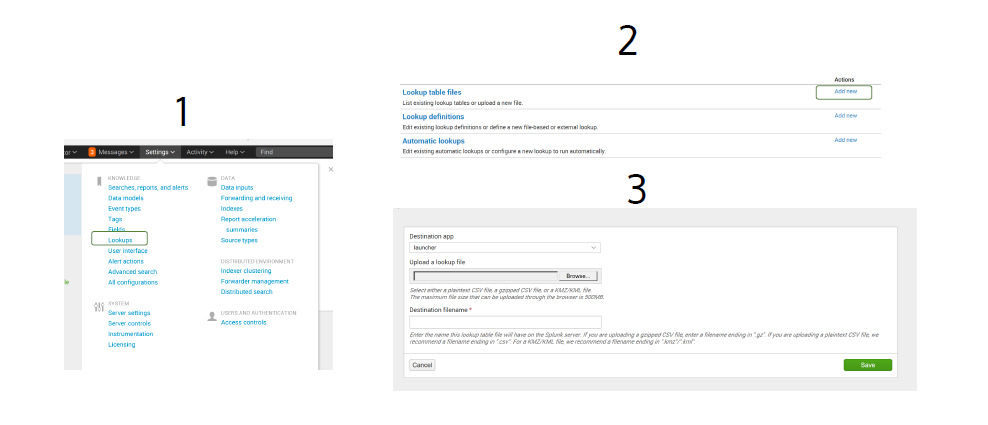 1
tor
3 Messages Settings Activity Help Find
X
KNOWLEDGE
Searches, reports, and alerts
Data models
Event types
Tags
Fields
Lookups
User interface
Alert actions
Advanced search
All configurations
SYSTEM
Server settings
Server controls
Instrumentation
Licensing
DATA
Data inputs
Forwarding and receiving
Indexes
Report acceleration
summaries
Source types
DISTRIBUTED ENVIRONMENT
Indexer clustering
Forwarder management
Distributed search
USERS AND AUTHENTICATION
Access controls
2
Actions
Lookup table files Add new
List existing lookup tables or upload a new file.
Lookup definitions Add new
Edit existing lookup definitions or define a new file-based or external lookup.
Automatic lookups Add new
Edit existing automatic lookups or configure a new lookup to run automatically.
3
Destination app
launcher
Upload a lookup file
Browse...
Select either a plaintext CSV file, a gzipped CSV file, or a KMZ/KML file.
The maximum file size that can be uploaded through the browser is 500MB.
Destination filename *
Enter the name this lookup table file will have on the Splunk server. If you are uploading a gzipped CSV file, enter a filename ending in ".gz". If you are uploading a plaintext CSV file, we
recommend a filename ending in ".csv". For a KMZ/KML file, we recommend a filename ending in ".kmz"/".kml".
Cancel Save